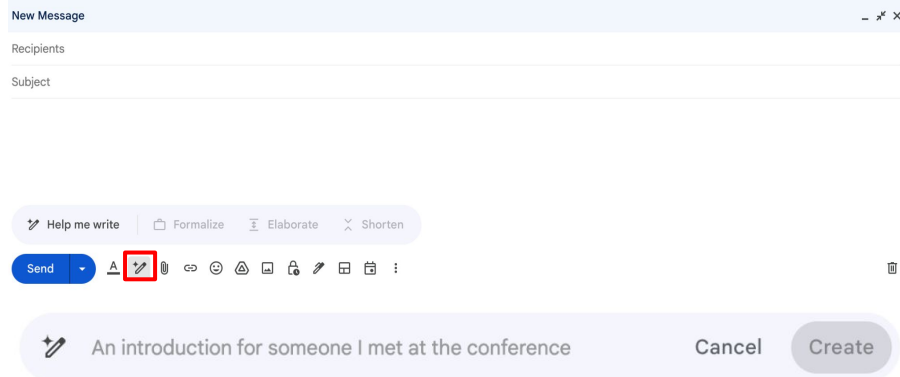 New Message
Recipients
Subject
Help me write Formalize Elaborate Shorten
Send A
An introduction for someone I met at the conference Cancel Create